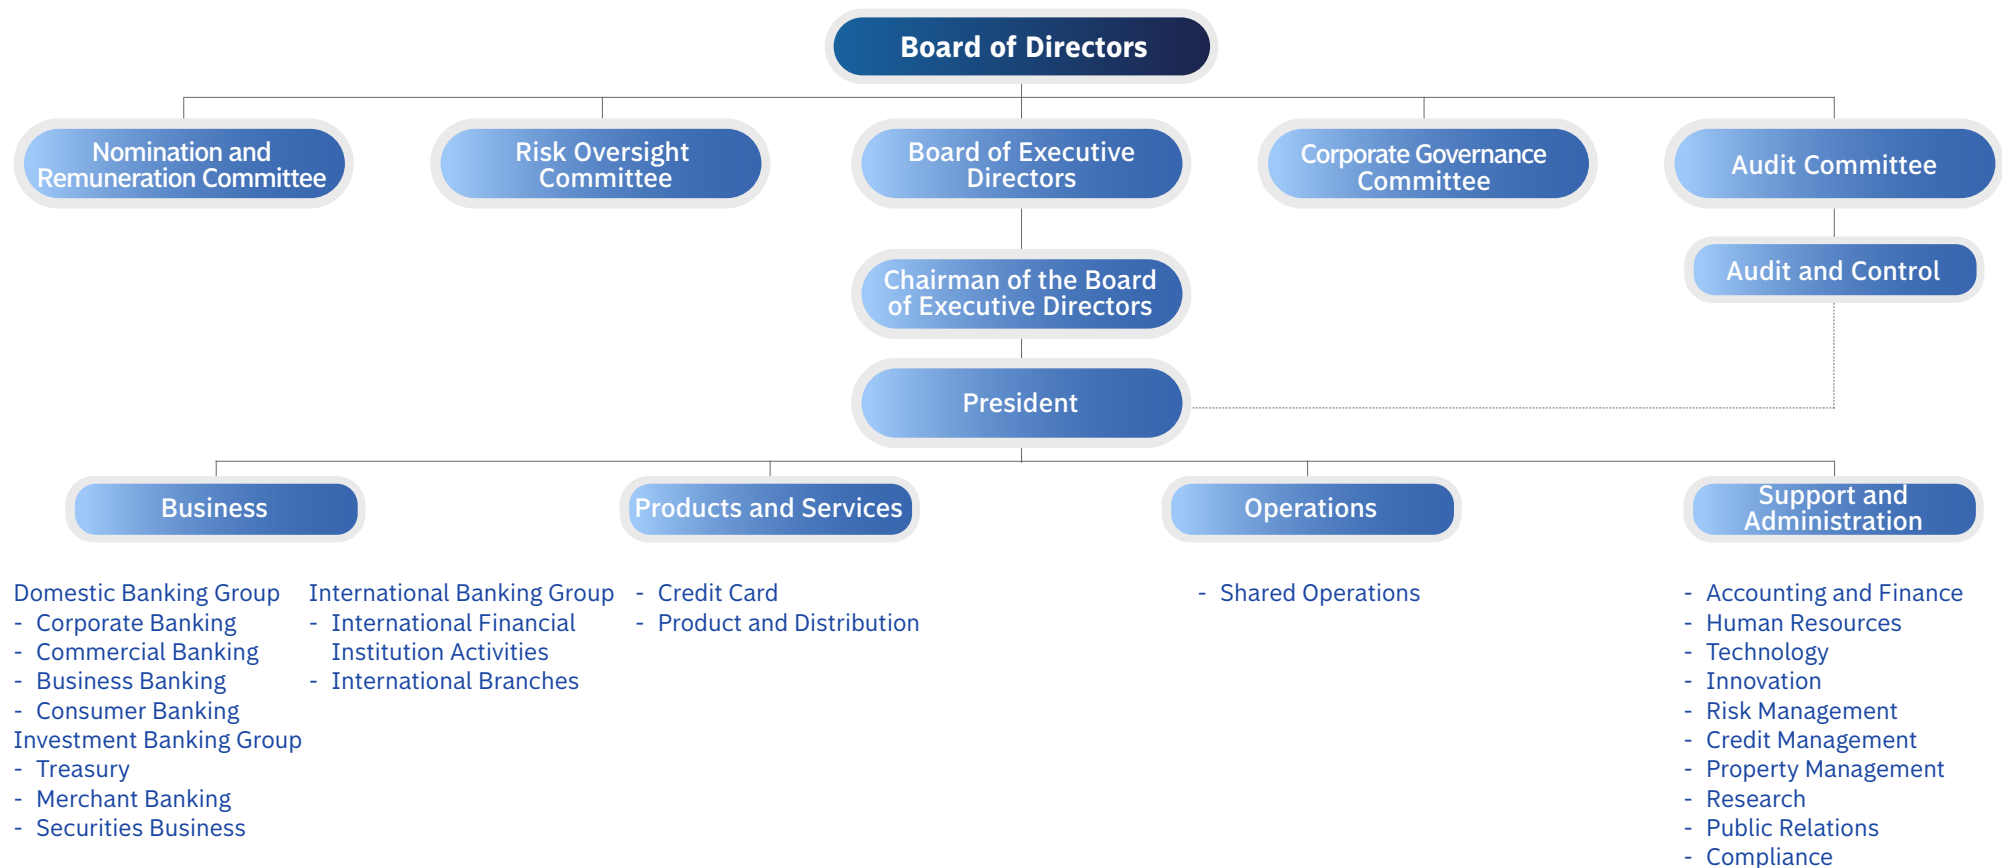 Board of Directors
Nomination and
Remuneration Committee
Risk Oversight
Committee
Board of Executive
Directors
Corporate Governance
Committee
Audit Committee
Audit and Control
Chairman of the Board
of Executive Directors
President
Business
Products and Services
Operations
Support and
Administration
Domestic Banking Group
- Corporate Banking
- Commercial Banking
- Business Banking
- Consumer Banking
Investment Banking Group
- Treasury
- Merchant Banking
- Securities Business
International Banking Group
- International Financial
Institution Activities
- International Branches
- Credit Card
- Product and Distribution
- Shared Operations
- Accounting and Finance
- Human Resources
- Technology
- Innovation
- Risk Management
- Credit Management
- Property Management
- Research
- Public Relations
- Compliance